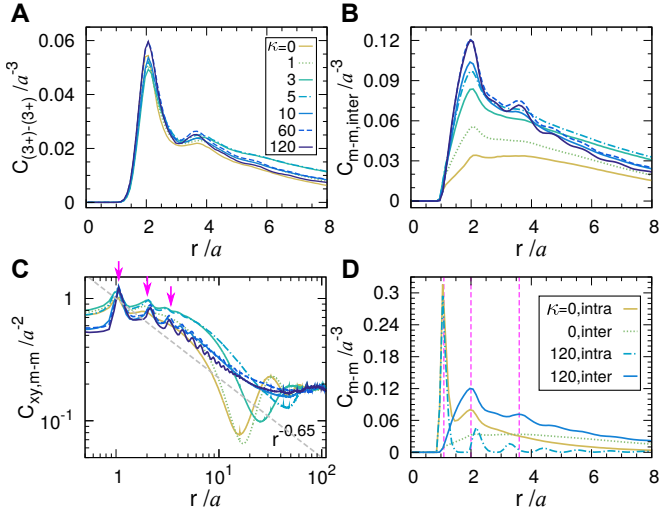 A
C(3+)-(3+) /a-3
0.06
0.04
0.02
0
0 2 4 6 8
r /a
κ=0
1
3
5
10
60
120
B
Cm-m,inter/a-3
0.12
0.09
0.06
0.03
0
0 2 4 6 8
r /a
C
Cxy,m-m /a-2
1
10-1
1 101 102
r /a
r-0.65
D
Cm-m /a-3
0.3
0.24
0.18
0.12
0.06
0
0 2 4 6 8
r /a
κ=0,intra
0,inter
120,intra
120,inter